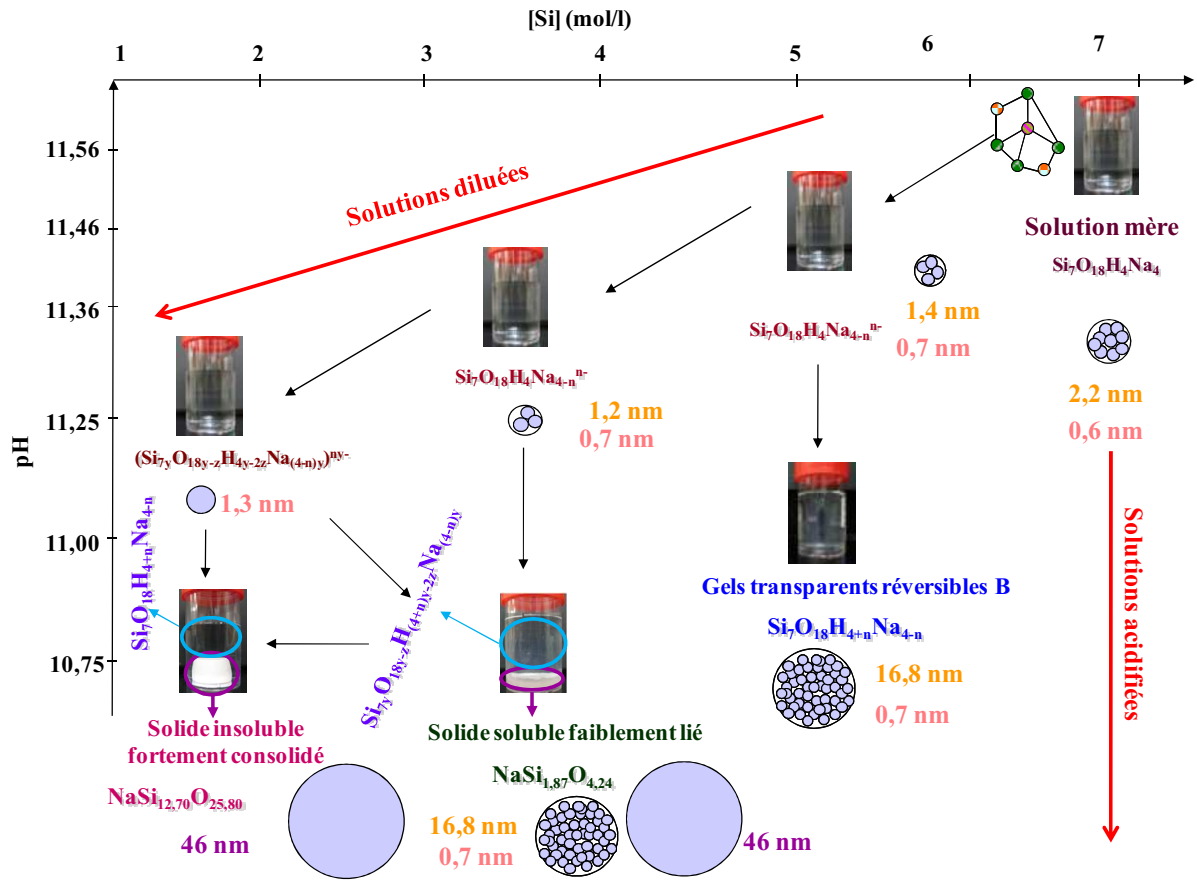 [Si] (mol/l)
1 2 3 4 5 6 7
pH
11,56
11,46
11,36
11,25
11,00
10,75
Solutions diluées
Solution mère
Si₇O₁₈H₄Na₄
2,2 nm
0,6 nm
1,4 nm
0,7 nm
Si₇O₁₈H₄Na₄₋ₙⁿ⁻
Si₇O₁₈H₄Na₄₋ₙⁿ⁻
1,2 nm
0,7 nm
(Si₇yO₁₈y₋zH₄y₋₂zNa₍₄₋ₙ₎y)ⁿʸ⁻
1,3 nm
Si₇O₁₈H₄₊ₙNa₄₋ₙ
Si₇yO₁₈y₋zH₍₄₊ₙ₎y₋₂zNa₍₄₋ₙ₎y
Gels transparents réversibles B
Si₇O₁₈H₄₊ₙNa₄₋ₙ
16,8 nm
0,7 nm
Solutions acidifiées
Solide insoluble
fortement consolidé
NaSi₁₂,₇₀O₂₅,₈₀
46 nm
Solide soluble faiblement lié
NaSi₁,₈₇O₄,₂₄
16,8 nm
0,7 nm
46 nm